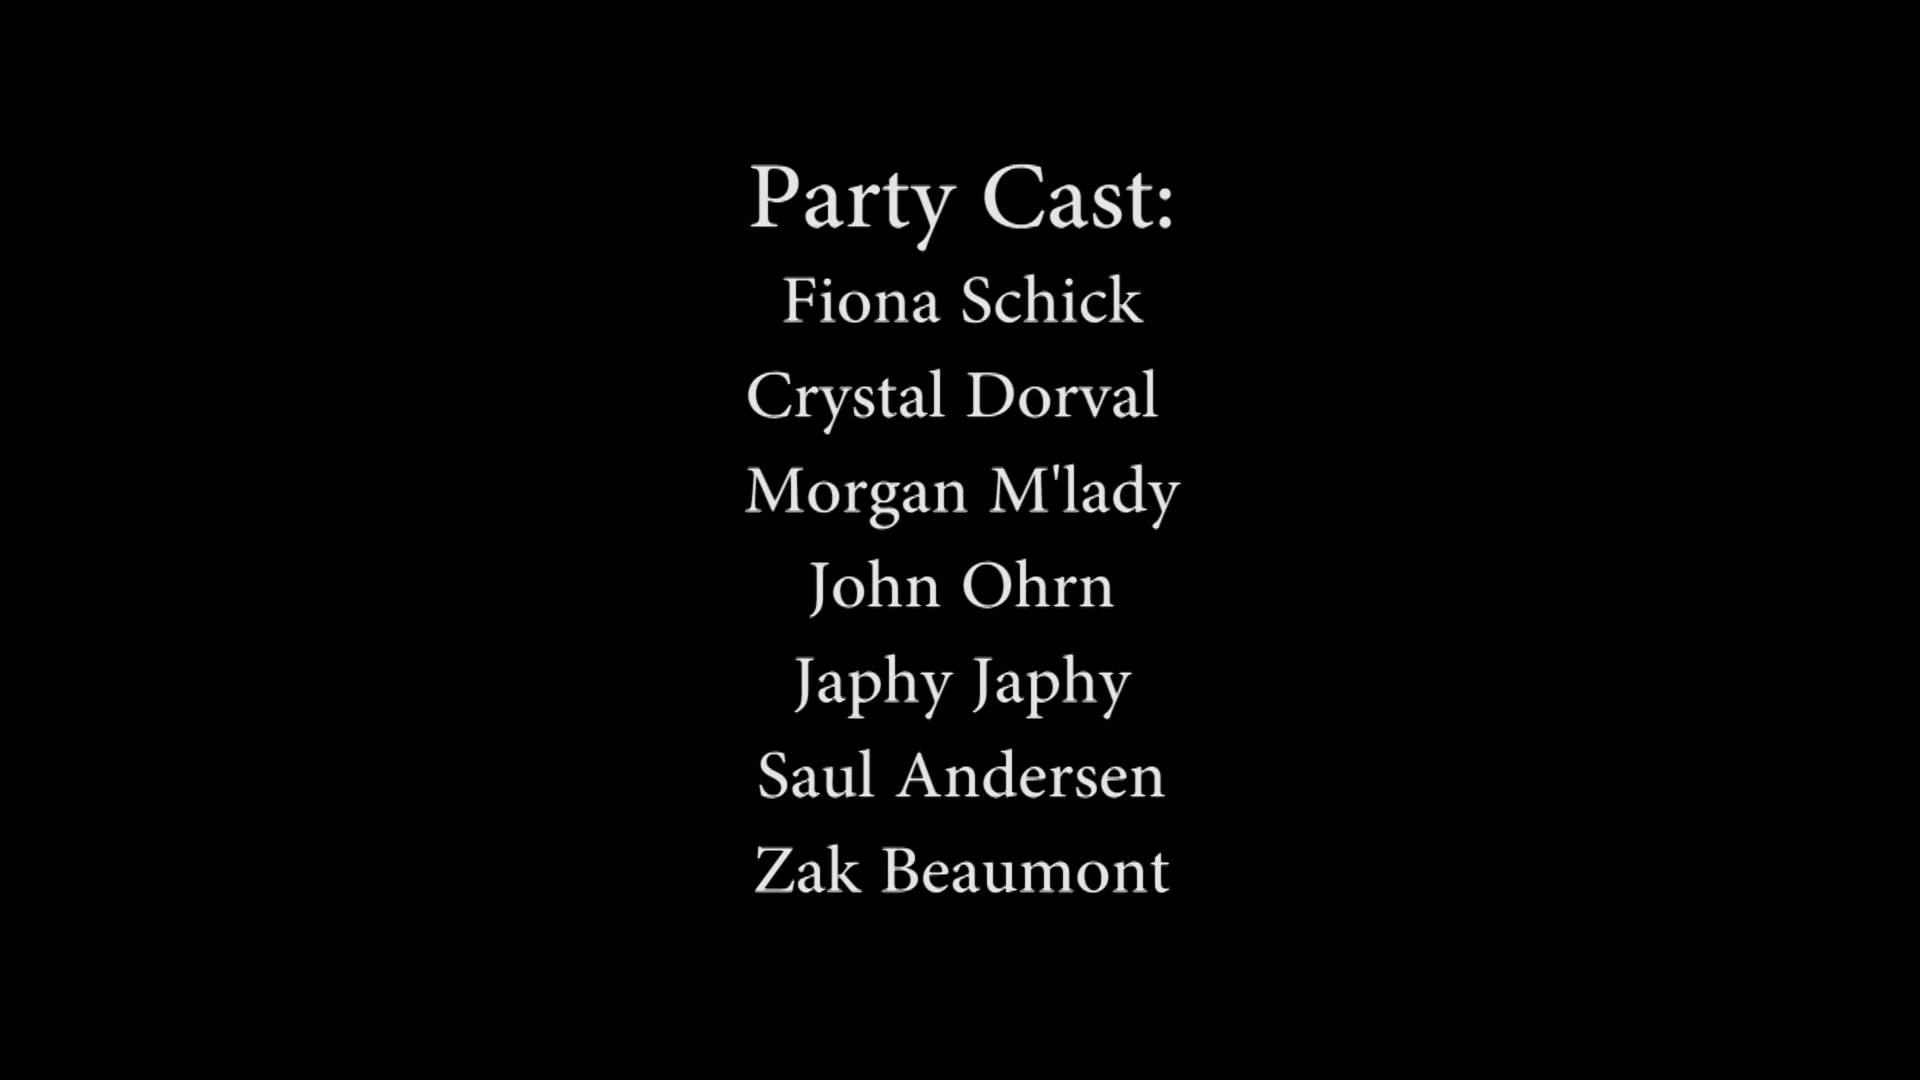 Party Cast:
Fiona Schick
Crystal Dorval
Morgan M'lady
John Ohrn
Japhy Japhy
Saul Andersen
Zak Beaumont